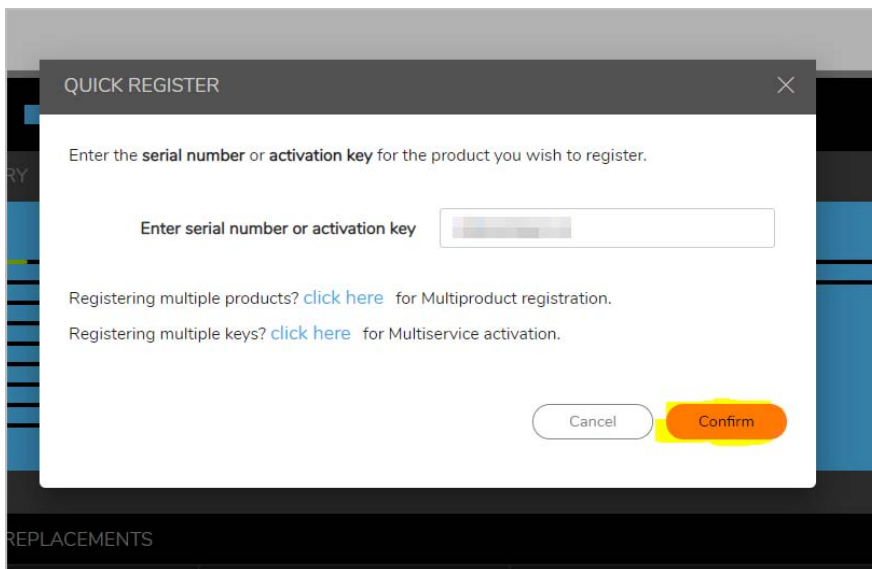 QUICK REGISTER
Enter the serial number or activation key for the product you wish to register.
RY
Enter serial number or activation key
Registering multiple products? click here for Multiproduct registration.
Registering multiple keys? click here for Multiservice activation.
Cancel
Confirm
REPLACEMENTS